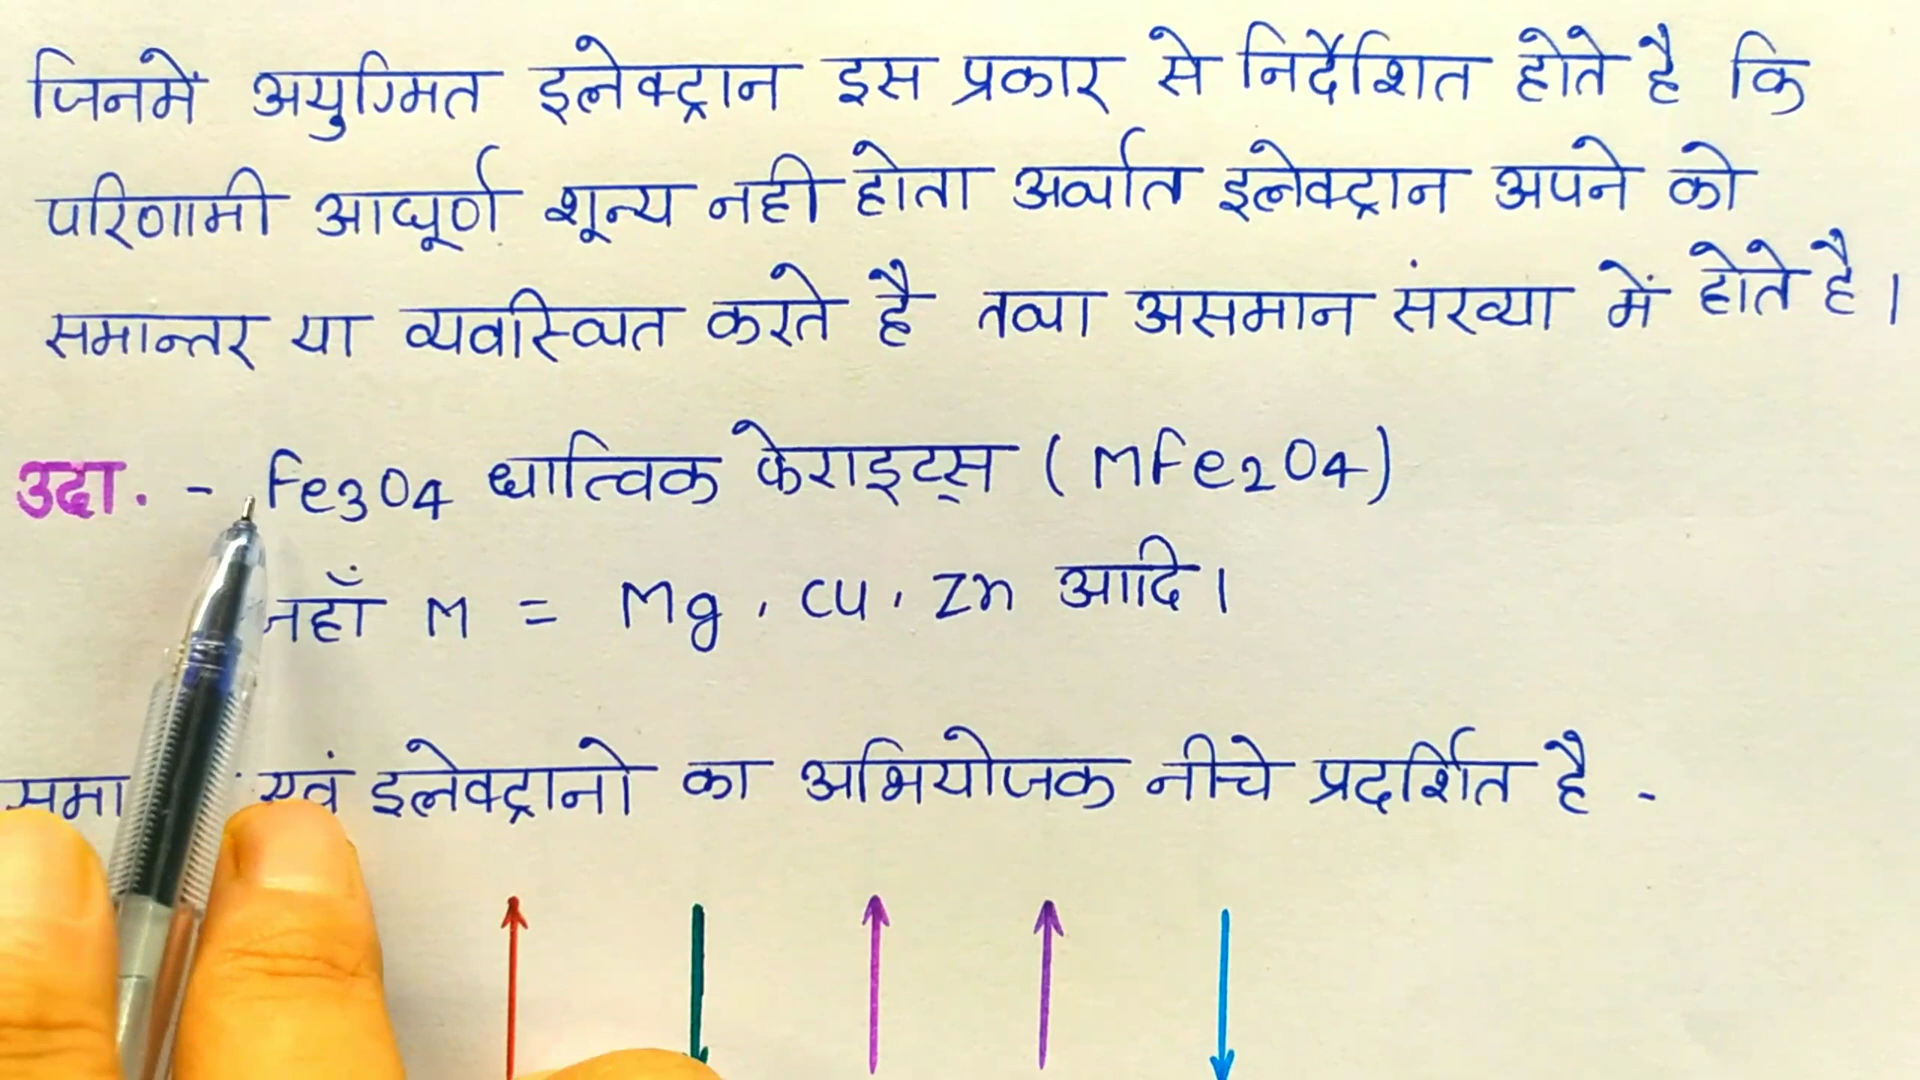 जिनमें अयुग्मित इलेक्ट्रान इस प्रकार से निर्देशित होते है कि
परिणामी आघूर्ण शून्य नही होता अर्थात इलेक्ट्रान अपने को
समान्तर या व्यवस्थित करते है तथा असमान संख्या में होते है।
उदा. - Fe3O4 धात्विक फेराइट्स (MFe2O4)
जहाँ M = Mg, Cu, Zn आदि।
एवं इलेक्ट्रानो का अभियोजक नीचे प्रदर्शित है -